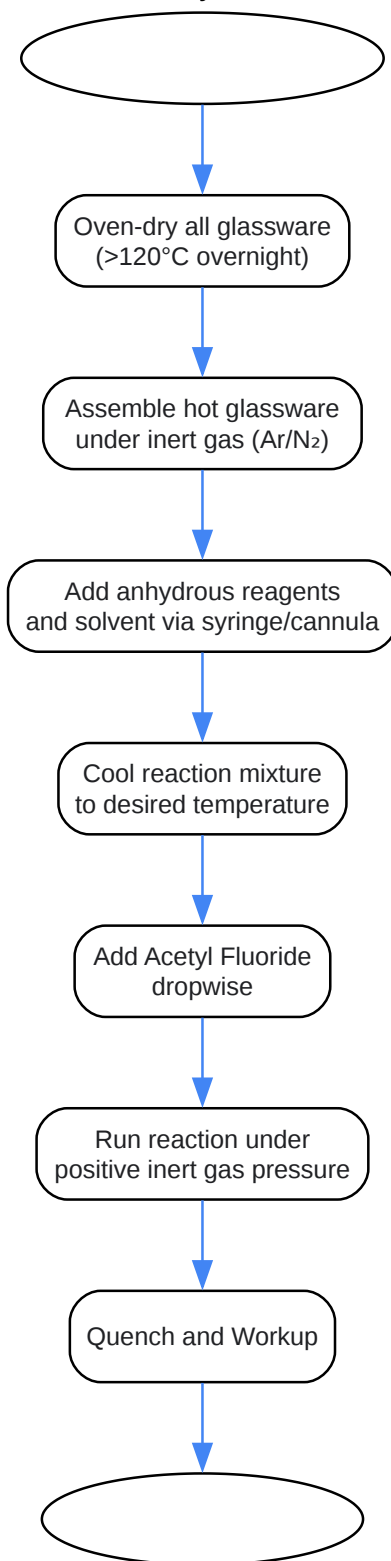 Oven-dry all glassware
(>120°C overnight)
Assemble hot glassware
under inert gas (Ar/N₂)
Add anhydrous reagents
and solvent via syringe/cannula
Cool reaction mixture
to desired temperature
Add Acetyl Fluoride
dropwise
Run reaction under
positive inert gas pressure
Quench and Workup